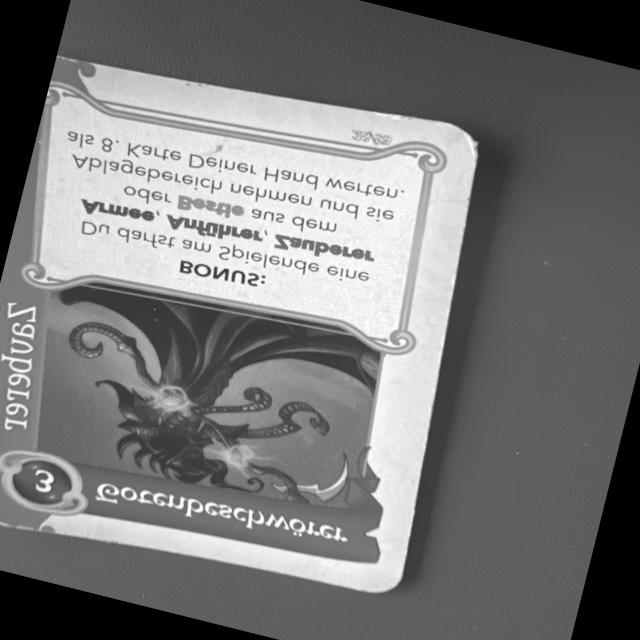 3
Totenbeschwörer
Zauberer
BONUS:
Du darfst am Spielende eine
Armee, Anführer, Zauberer
oder Bestie aus dem
Ablagebereich nehmen und sie
als 8. Karte Deiner Hand werten.